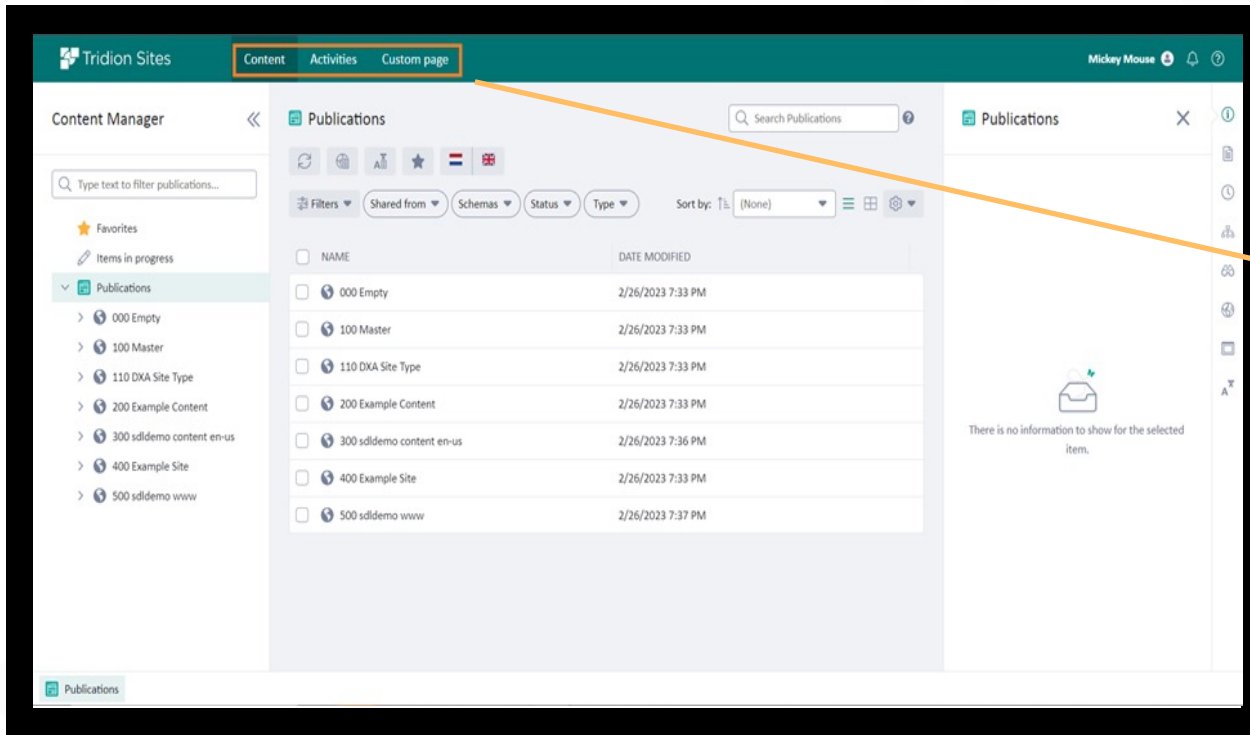 Tridion Sites
Content Activities Custom page
Mickey Mouse
Content Manager
Type text to filter publications...
Favorites
Items in progress
Publications
000 Empty
100 Master
110 DXA Site Type
200 Example Content
300 sdldemo content en-us
400 Example Site
500 sdldemo www
Publications
Search Publications
Filters Shared from Schemas Status Type Sort by: (None)
NAME DATE MODIFIED
000 Empty 2/26/2023 7:33 PM
100 Master 2/26/2023 7:33 PM
110 DXA Site Type 2/26/2023 7:33 PM
200 Example Content 2/26/2023 7:33 PM
300 sdldemo content en-us 2/26/2023 7:36 PM
400 Example Site 2/26/2023 7:33 PM
500 sdldemo www 2/26/2023 7:37 PM
Publications
There is no information to show for the selected
item.
Publications